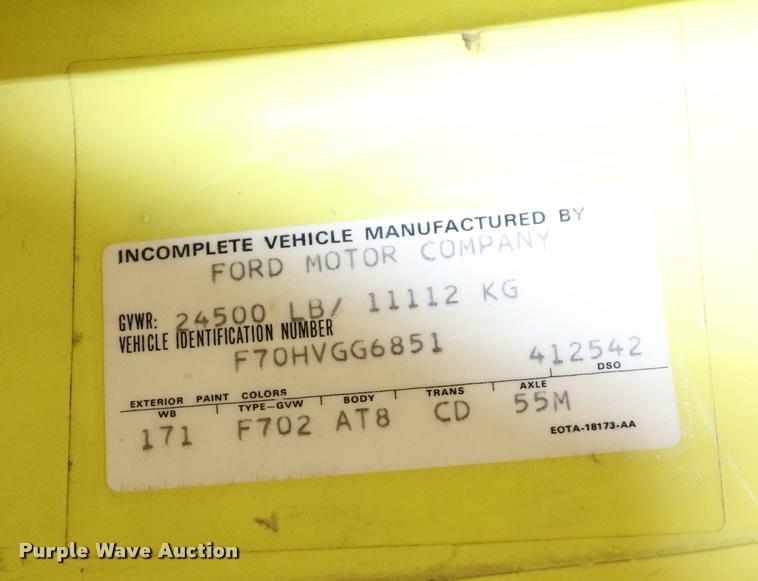 INCOMPLETE VEHICLE MANUFACTURED BY
FORD MOTOR COMPANY
GVWR: 24500 LB/ 11112 KG
VEHICLE IDENTIFICATION NUMBER
F70HVGG6851 412542
EXTERIOR PAINT COLORS DSO
WB TYPE-GVW BODY TRANS AXLE
171 F702 AT8 CD 55M
EOTA-18173-AA
Purple Wave Auction